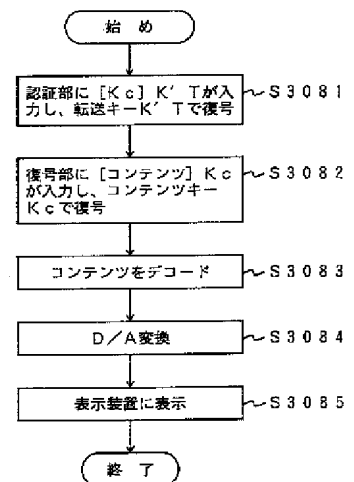 始め
認証部に［Kc］K'Tが入
力し、転送キーK'Tで復号
S3081
復号部に［コンテンツ］Kc
が入力し、コンテンツキー
Kcで復号
S3082
コンテンツをデコード
S3083
D/A変換
S3084
表示装置に表示
S3085
終了